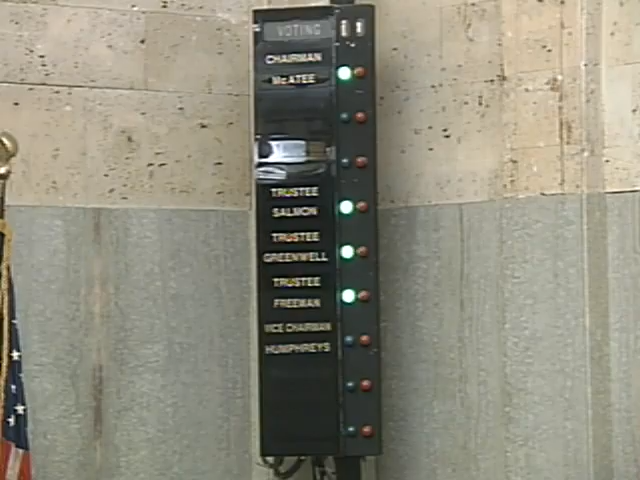 VOTING
CHAIRMAN
McATEE
TRUSTEE
SALMON
TRUSTEE
GREENWELL
TRUSTEE
FREEMAN
VICE CHAIRMAN
HUMPHREYS